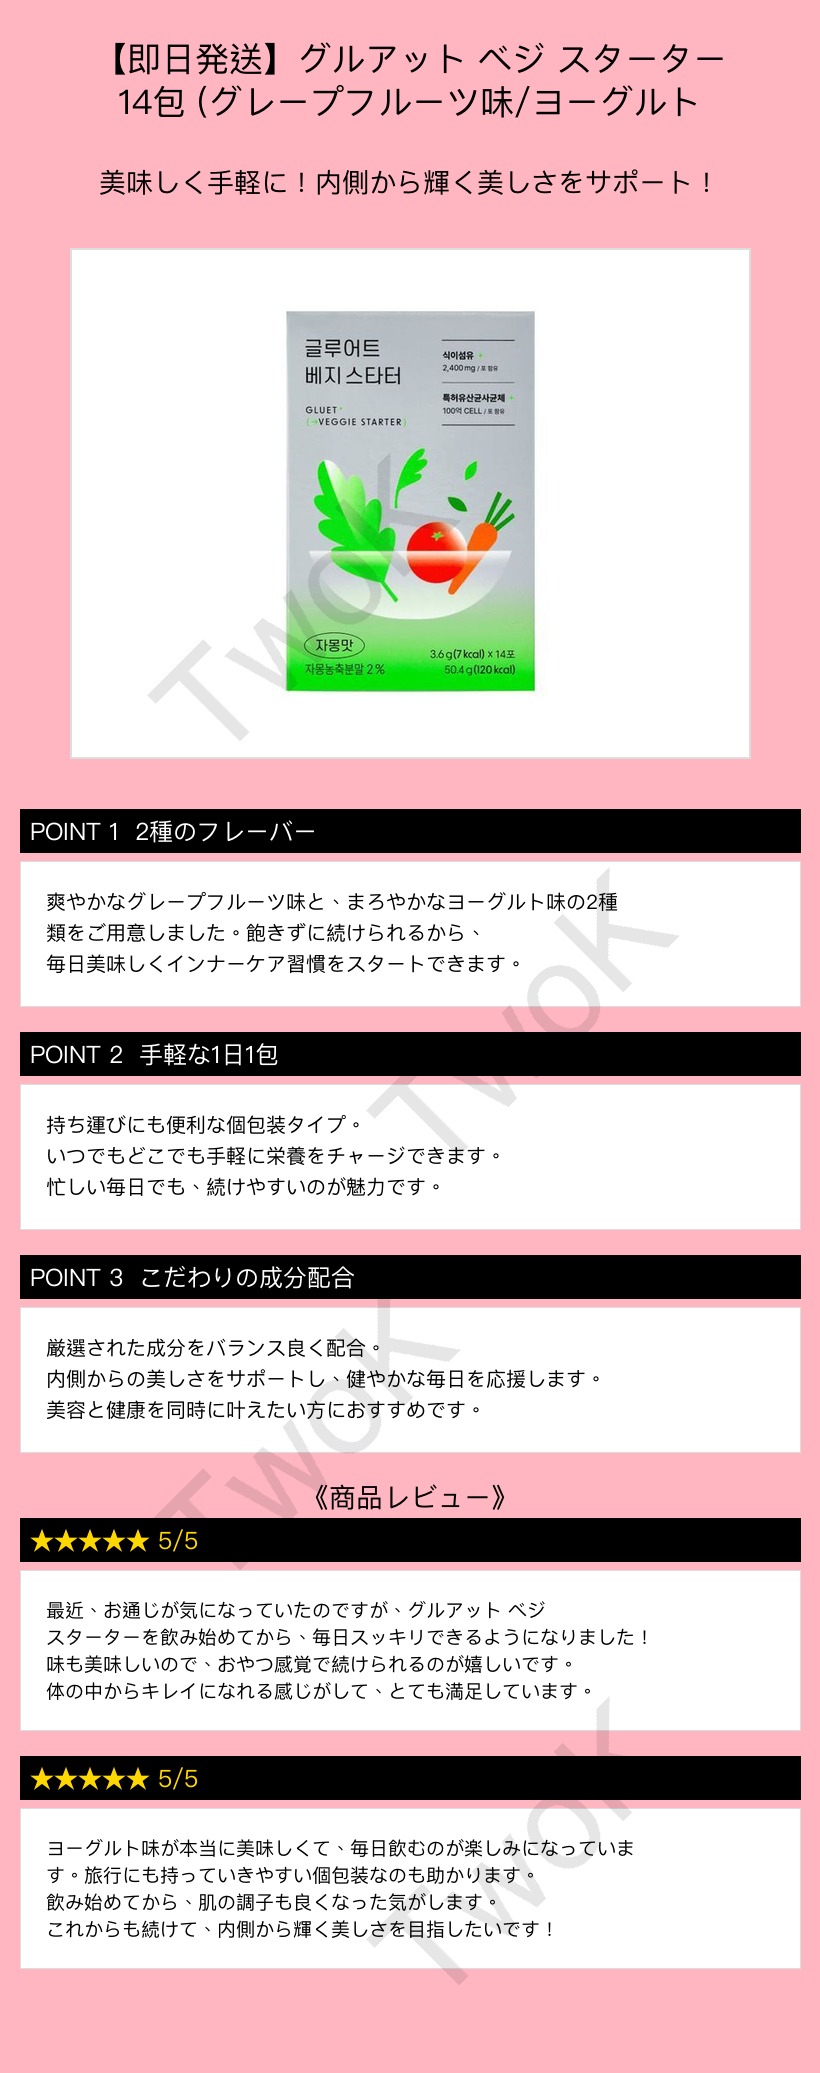 【即日発送】グルアット ベジ スターター
14包 (グレープフルーツ味/ヨーグルト
美味しく手軽に！内側から輝く美しさをサポート！
글루어트
베지 스타터
GLUET+
(→VEGGIE STARTER)
식이섬유 +
2,400 mg / 포 함유
특허유산균사균체 +
100억 CELL / 포 함유
자몽맛
자몽농축분말 2 %
3.6 g(7 kcal) x 14포
50.4 g(120 kcal)
TwoK
POINT 1 2種のフレーバー
爽やかなグレープフルーツ味と、まろやかなヨーグルト味の2種
類をご用意しました。飽きずに続けられるから、
毎日美味しくインナーケア習慣をスタートできます。
TwoK
POINT 2 手軽な1日1包
持ち運びにも便利な個包装タイプ。
いつでもどこでも手軽に栄養をチャージできます。
忙しい毎日でも、続けやすいのが魅力です。
POINT 3 こだわりの成分配合
厳選された成分をバランス良く配合。
内側からの美しさをサポートし、健やかな毎日を応援します。
美容と健康を同時に叶えたい方におすすめです。
TwoK
《商品レビュー》
★★★★★ 5/5
最近、お通じが気になっていたのですが、グルアット ベジ
スターターを飲み始めてから、毎日スッキリできるようになりました！
味も美味しいので、おやつ感覚で続けられるのが嬉しいです。
体の中からキレイになれる感じがして、とても満足しています。
★★★★★ 5/5
ヨーグルト味が本当に美味しくて、毎日飲むのが楽しみになっていま
す。旅行にも持っていきやすい個包装なのも助かります。
飲み始めてから、肌の調子も良くなった気がします。
これからも続けて、内側から輝く美しさを目指したいです！
TwoK